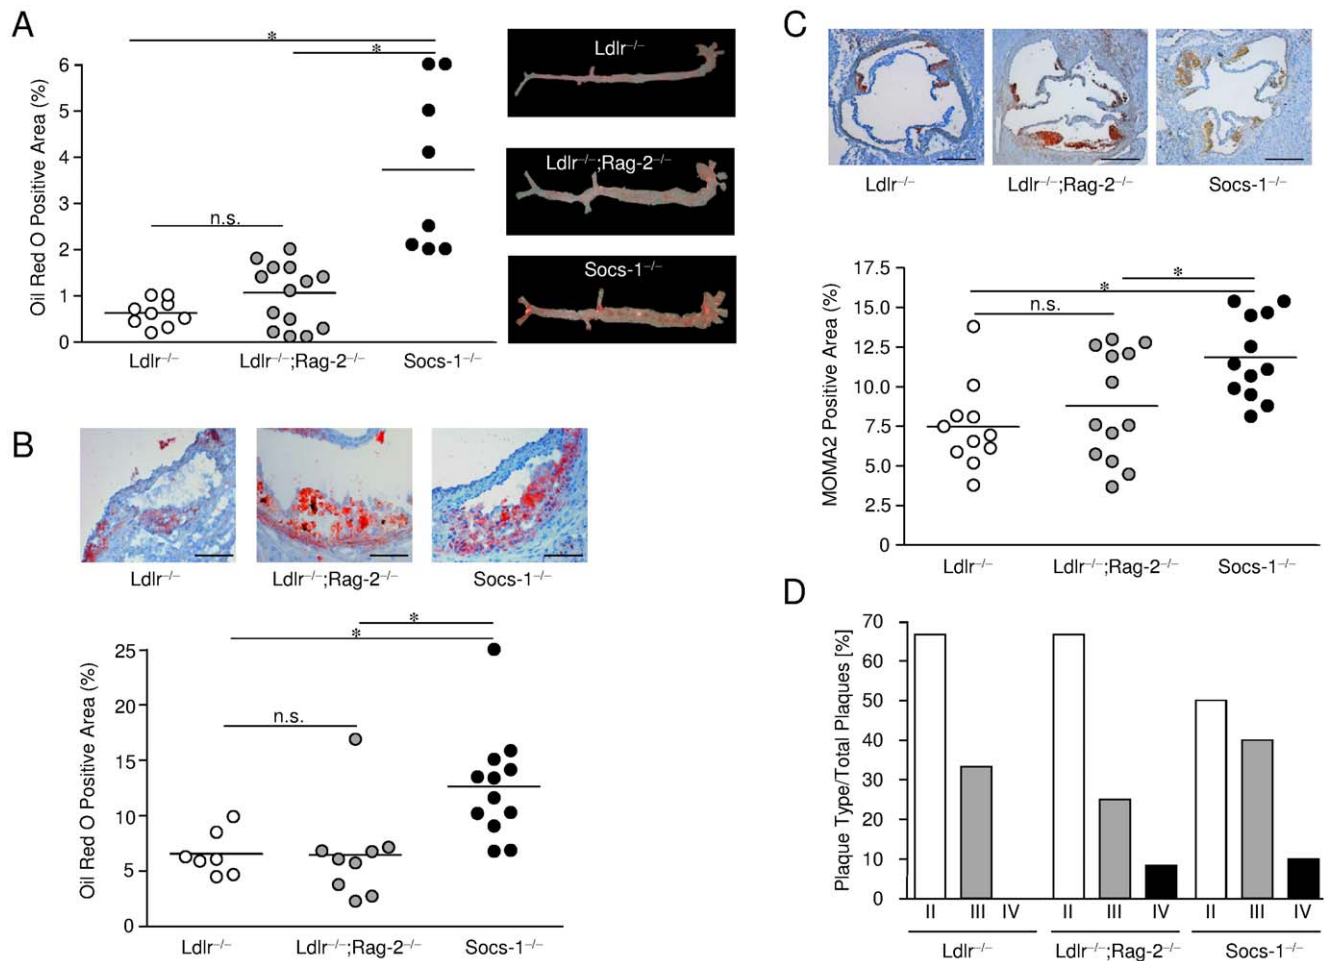 A
*
*
n.s.
Oil Red O Positive Area (%)
6
5
4
3
2
1
0
Ldlr⁻/⁻
Ldlr⁻/⁻;Rag-2⁻/⁻
Socs-1⁻/⁻
Ldlr⁻/⁻
Ldlr⁻/⁻;Rag-2⁻/⁻
Socs-1⁻/⁻
B
Ldlr⁻/⁻
Ldlr⁻/⁻;Rag-2⁻/⁻
Socs-1⁻/⁻
*
*
n.s.
Oil Red O Positive Area (%)
25
20
15
10
5
0
Ldlr⁻/⁻
Ldlr⁻/⁻;Rag-2⁻/⁻
Socs-1⁻/⁻
C
Ldlr⁻/⁻
Ldlr⁻/⁻;Rag-2⁻/⁻
Socs-1⁻/⁻
*
*
n.s.
MOMA2 Positive Area (%)
17.5
15.0
12.5
10.0
7.5
5.0
2.5
0
Ldlr⁻/⁻
Ldlr⁻/⁻;Rag-2⁻/⁻
Socs-1⁻/⁻
D
Plaque Type/Total Plaques [%]
70
60
50
40
30
20
10
0
II III IV II III IV II III IV
Ldlr⁻/⁻
Ldlr⁻/⁻;Rag-2⁻/⁻
Socs-1⁻/⁻